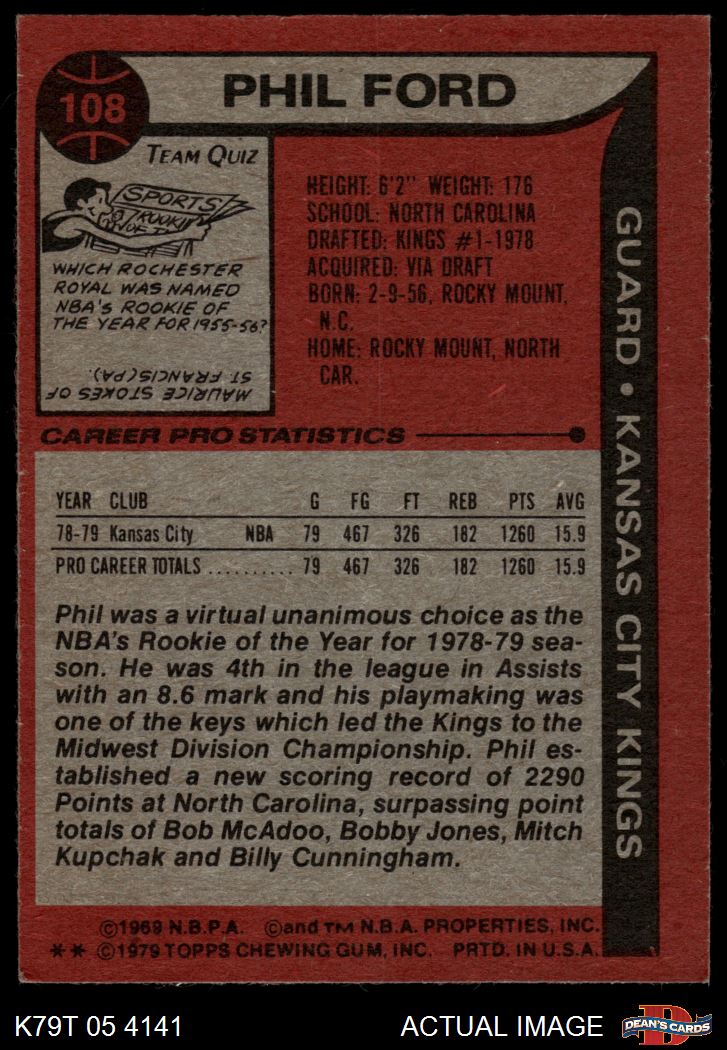 108
PHIL FORD
TEAM QUIZ
SPORTS
ROOKIE
OF T
WHICH ROCHESTER
ROYAL WAS NAMED
NBA'S ROOKIE OF
THE YEAR FOR 1955-56?
MAURICE STOKES OF
ST FRANCIS (PA).
HEIGHT: 6'2" WEIGHT: 176
SCHOOL: NORTH CAROLINA
DRAFTED: KINGS #1-1978
ACQUIRED: VIA DRAFT
BORN: 2-9-56, ROCKY MOUNT,
N.C.
HOME: ROCKY MOUNT, NORTH
CAR.
GUARD • KANSAS CITY KINGS
CAREER PRO STATISTICS
YEAR CLUB G FG FT REB PTS AVG
78-79 Kansas City NBA 79 467 326 182 1260 15.9
PRO CAREER TOTALS .......... 79 467 326 182 1260 15.9
Phil was a virtual unanimous choice as the
NBA's Rookie of the Year for 1978-79 sea-
son. He was 4th in the league in Assists
with an 8.6 mark and his playmaking was
one of the keys which led the Kings to the
Midwest Division Championship. Phil es-
tablished a new scoring record of 2290
Points at North Carolina, surpassing point
totals of Bob McAdoo, Bobby Jones, Mitch
Kupchak and Billy Cunningham.
©1969 N.B.P.A. ©and TM N.B.A. PROPERTIES, INC.
** ©1979 TOPPS CHEWING GUM, INC. PRTD. IN U.S.A.
K79T 05 4141
ACTUAL IMAGE
D
DEAN'S CARDS